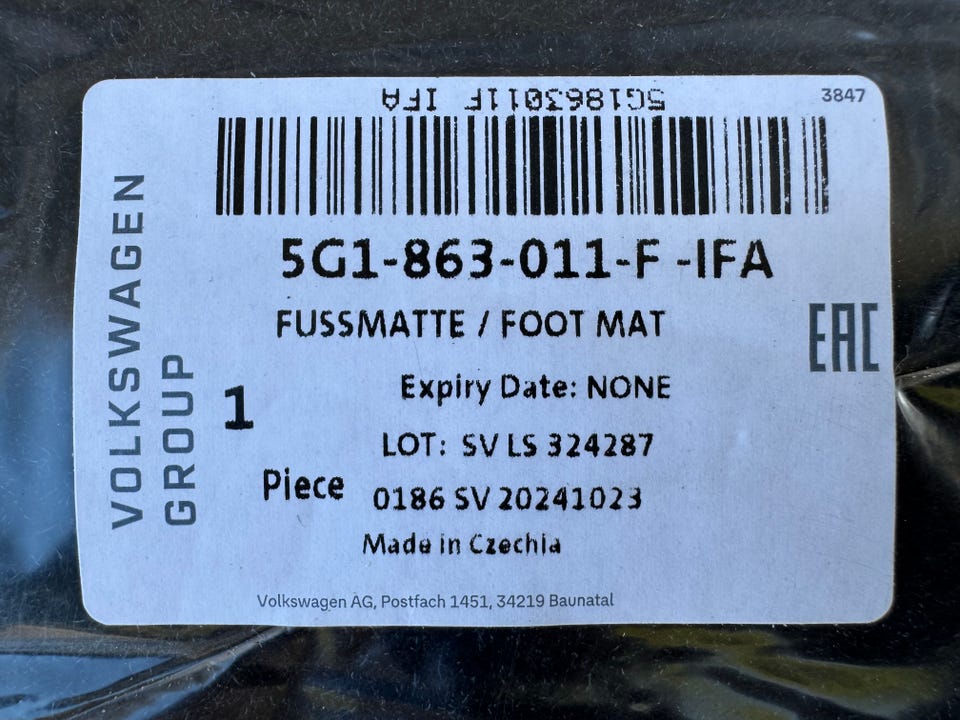 5G1863011F IFA
3847
5G1-863-011-F -IFA
FUSSMATTE / FOOT MAT
EAC
Expiry Date: NONE
1
Piece
LOT: SV LS 324287
0186 SV 20241023
Made in Czechia
VOLKSWAGEN
GROUP
Volkswagen AG, Postfach 1451, 34219 Baunatal